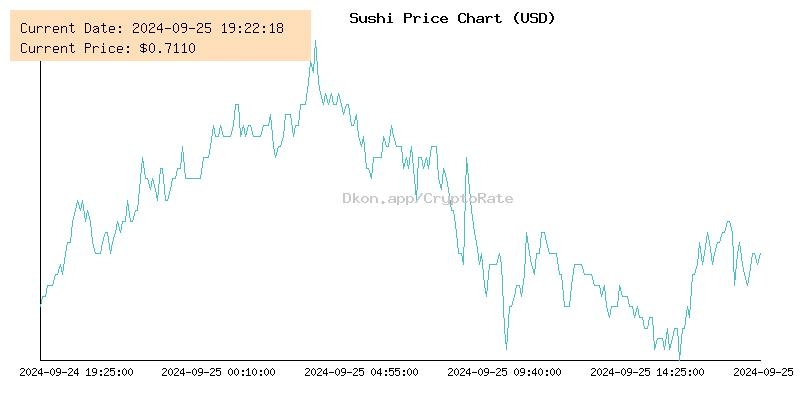 Sushi Price Chart (USD)
Current Date: 2024-09-25 19:22:18
Current Price: $0.7110
Dkon.app/CryptoRate
2024-09-24 19:25:00 2024-09-25 00:10:00 2024-09-25 04:55:00 2024-09-25 09:40:00 2024-09-25 14:25:00 2024-09-25